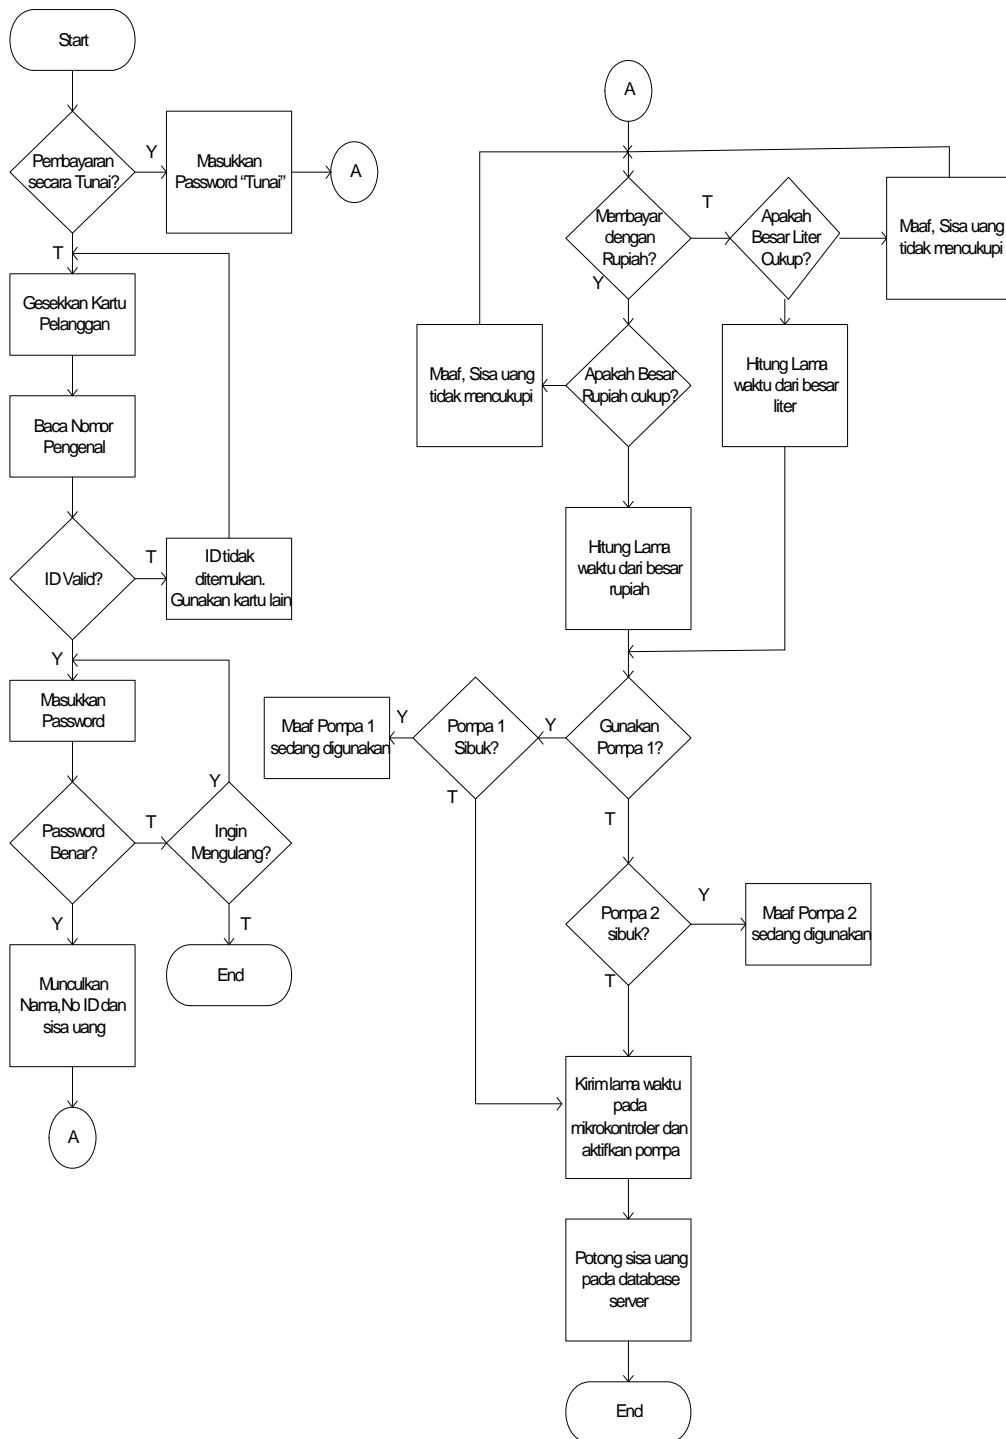 Start
Pembayaran
secara Tunai?
Y
Masukkan
Password “Tunai”
A
T
Gesekkan Kartu
Pelanggan
Baca Nomor
Pengenal
ID Valid?
T
ID tidak
ditemukan.
Gunakan kartu lain
Y
Masukkan
Password
Password
Benar?
T
Y
Ingin
Mengulang?
Y
T
Munculkan
Nama,No ID dan
sisa uang
End
A
A
Membayar
dengan
Rupiah?
T
Apakah
Besar Liter
Cukup?
Maaf, Sisa uang
tidak mencukupi
Y
Maaf, Sisa uang
tidak mencukupi
Apakah Besar
Rupiah cukup?
Hitung Lama
waktu dari besar
liter
Hitung Lama
waktu dari besar
rupiah
Maaf Pompa 1
sedang digunakan
Y
Pompa 1
Sibuk?
Y
Gunakan
Pompa 1?
T
T
Pompa 2
sibuk?
Y
Maaf Pompa 2
sedang digunakan
T
Kirim lama waktu
pada
mikrokontroler dan
aktifkan pompa
Potong sisa uang
pada database
server
End